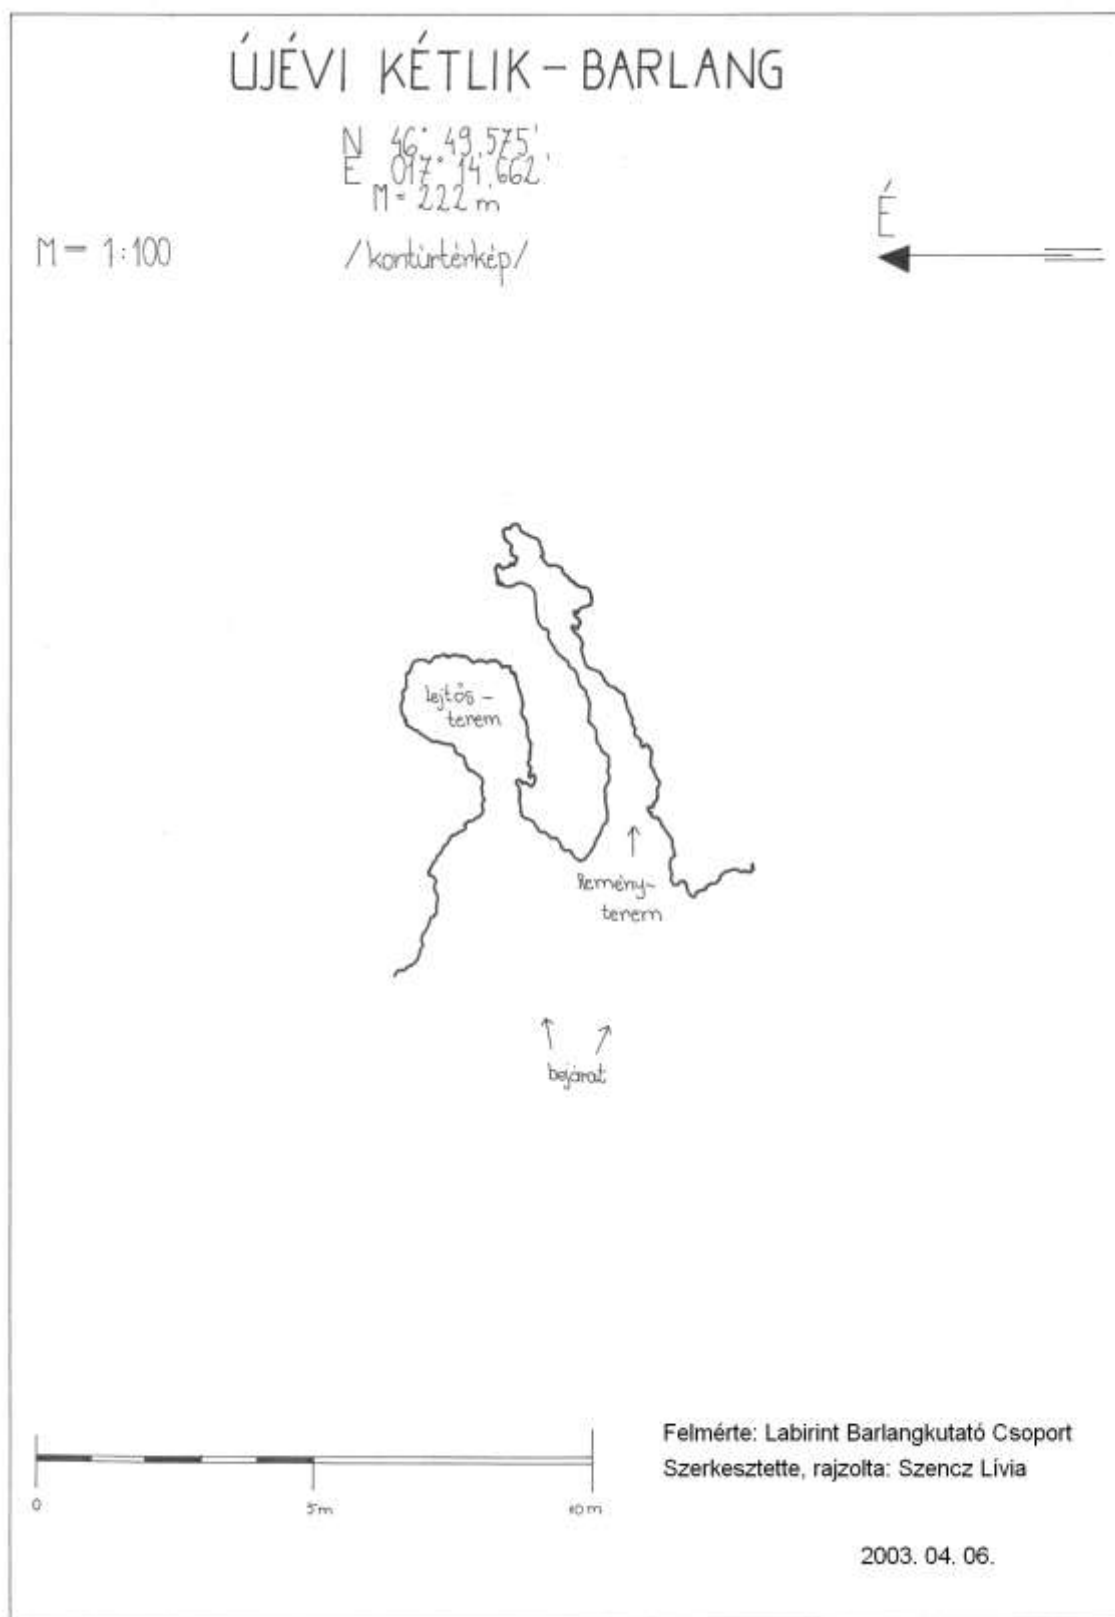 ÚJÉVI KÉTLIK - BARLANG
N 46° 49,575'
E 017° 14,662'
M = 222 m
M = 1:100
/kontúrtérkép/
É
Lejtős -
terem
Remény-
terem
bejárat
0
5m
10 m
Felmérte: Labirint Barlangkutató Csoport
Szerkesztette, rajzolta: Szencz Lívia
2003. 04. 06.